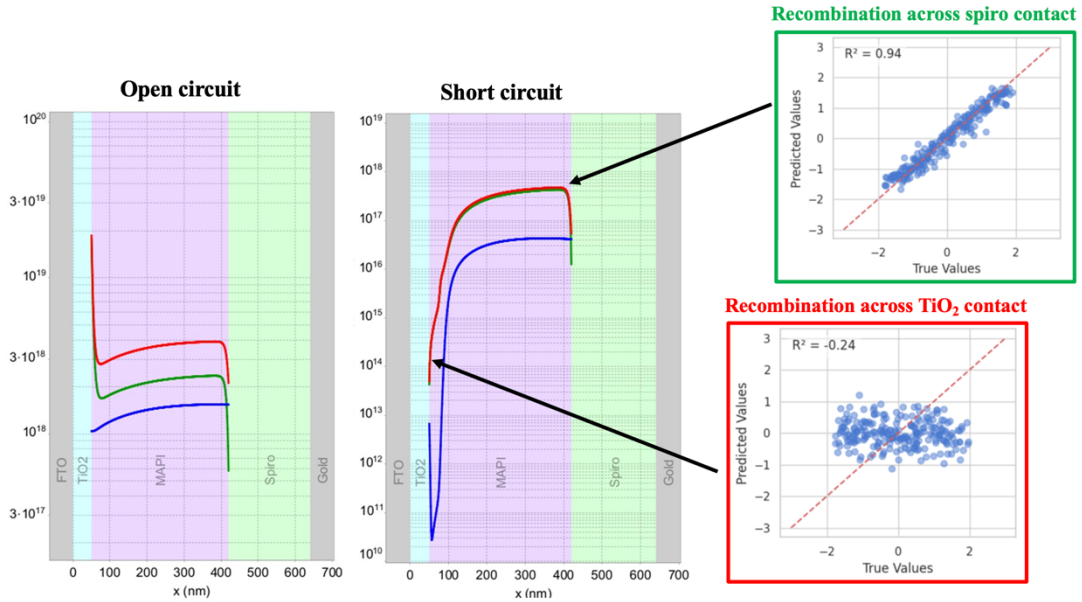 Recombination across spiro contact
Open circuit
Short circuit
R² = 0.94
3
2
1
0
−1
−2
−3
Predicted Values
−2
0
2
True Values
10²⁰
3·10¹⁹
10¹⁹
3·10¹⁸
10¹⁸
3·10¹⁷
FTO
TiO2
MAPI
Spiro
Gold
0 100 200 300 400 500 600 700
x (nm)
10¹⁹
10¹⁸
10¹⁷
10¹⁶
10¹⁵
10¹⁴
10¹³
10¹²
10¹¹
10¹⁰
FTO
TiO2
MAPI
Spiro
Gold
0 100 200 300 400 500 600 700
x (nm)
Recombination across TiO₂ contact
R² = -0.24
3
2
1
0
−1
−2
−3
Predicted Values
−2
0
2
True Values